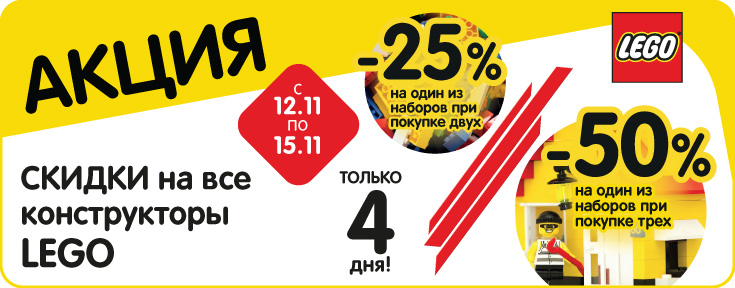 АКЦИЯ
С
12.11
ПО
15.11
-25%
на один из
наборов при
покупке двух
LEGO
-50%
на один из
наборов при
покупке трех
СКИДКИ на все
конструкторы
LEGO
ТОЛЬКО
4
дня!